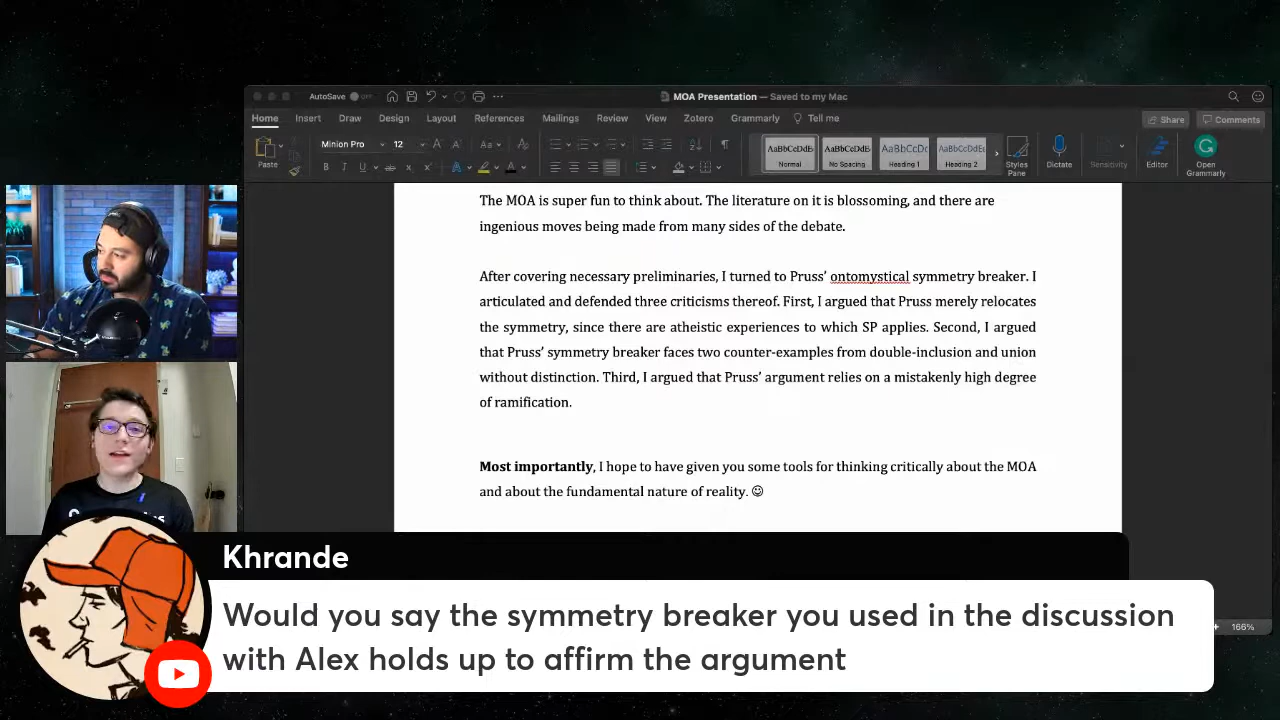 AutoSave
OFF
MOA Presentation — Saved to my Mac
Home Insert Draw Design Layout References Mailings Review View Zotero Grammarly Tell me
Share Comments
Paste
Minion Pro 12
AaBbCcDdE AaBbCcDdE AaBbCcDc AaBbCcDdE
Normal No Spacing Heading 1 Heading 2
Styles Pane
Dictate
Sensitivity
Editor
Open Grammarly
The MOA is super fun to think about. The literature on it is blossoming, and there are
ingenious moves being made from many sides of the debate.
After covering necessary preliminaries, I turned to Pruss' ontomystical symmetry breaker. I
articulated and defended three criticisms thereof. First, I argued that Pruss merely relocates
the symmetry, since there are atheistic experiences to which SP applies. Second, I argued
that Pruss' symmetry breaker faces two counter-examples from double-inclusion and union
without distinction. Third, I argued that Pruss' argument relies on a mistakenly high degree
of ramification.
Most importantly, I hope to have given you some tools for thinking critically about the MOA
and about the fundamental nature of reality. ☺
166%
Khrande
Would you say the symmetry breaker you used in the discussion
with Alex holds up to affirm the argument